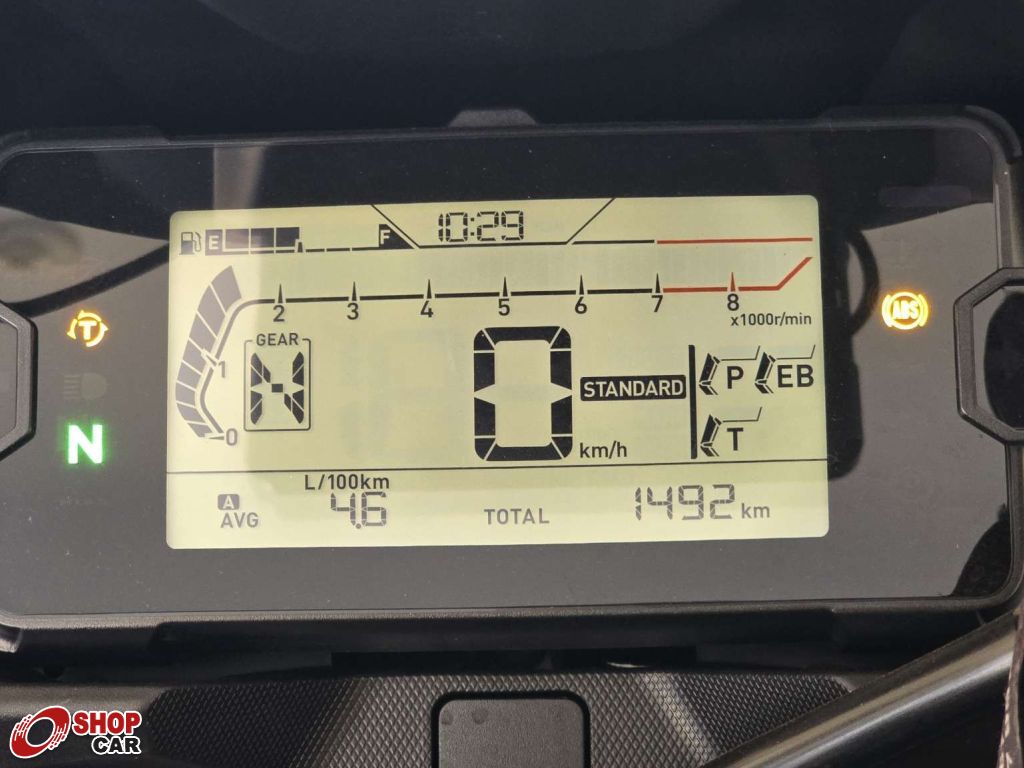 10:29
E F
2 3 4 5 6 7 8
x1000r/min
T
ABS
GEAR
1
N
0
STANDARD
P EB
T
km/h
0
N
L/100km
A
AVG
4.6
TOTAL
1492 km
SHOP
CAR